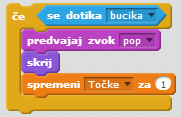 če se dotika bucika
predvajaj zvok pop
skrij
spremeni Točke za 1